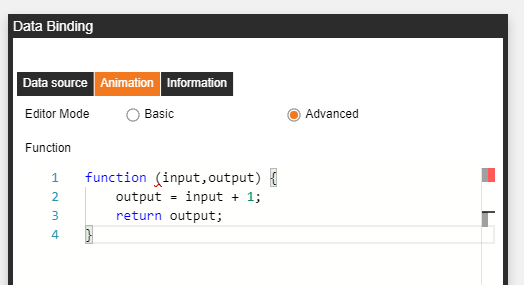 Data Binding
Data source Animation Information
Editor Mode Basic Advanced
Function
1 function (input,output) {
2 output = input + 1;
3 return output;
4 }